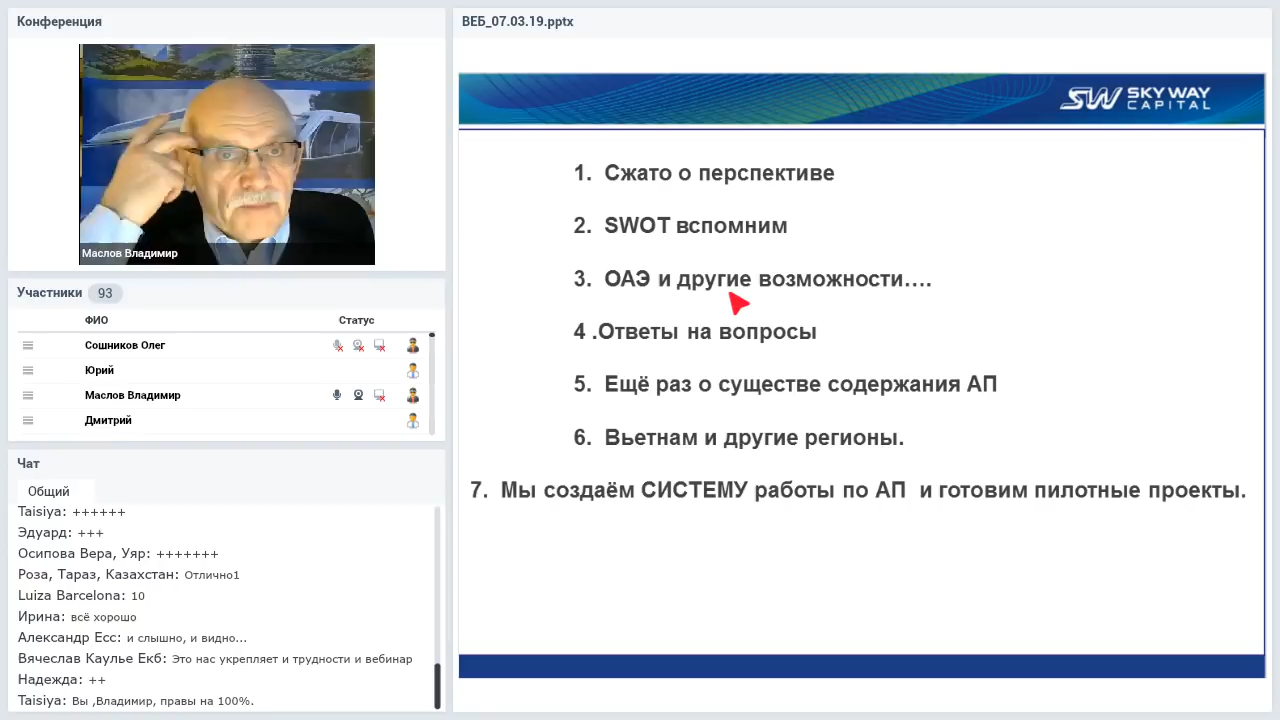 Конференция
Маслов Владимир
Участники 93
ФИО Статус
Сошников Олег
Юрий
Маслов Владимир
Дмитрий
Чат
Общий
Taisiya: ++++++
Эдуард: +++
Осипова Вера, Уяр: +++++++
Роза, Тараз, Казахстан: Отлично1
Luiza Barcelona: 10
Ирина: всё хорошо
Александр Есс: и слышно, и видно...
Вячеслав Каулье Екб: Это нас укрепляет и трудности и вебинар
Надежда: ++
Taisiya: Вы ,Владимир, правы на 100%.
ВЕБ_07.03.19.pptx
SW SKY WAY
CAPITAL
1. Сжато о перспективе
2. SWOT вспомним
3. ОАЭ и другие возможности....
4 .Ответы на вопросы
5. Ещё раз о существе содержания АП
6. Вьетнам и другие регионы.
7. Мы создаём СИСТЕМУ работы по АП и готовим пилотные проекты.